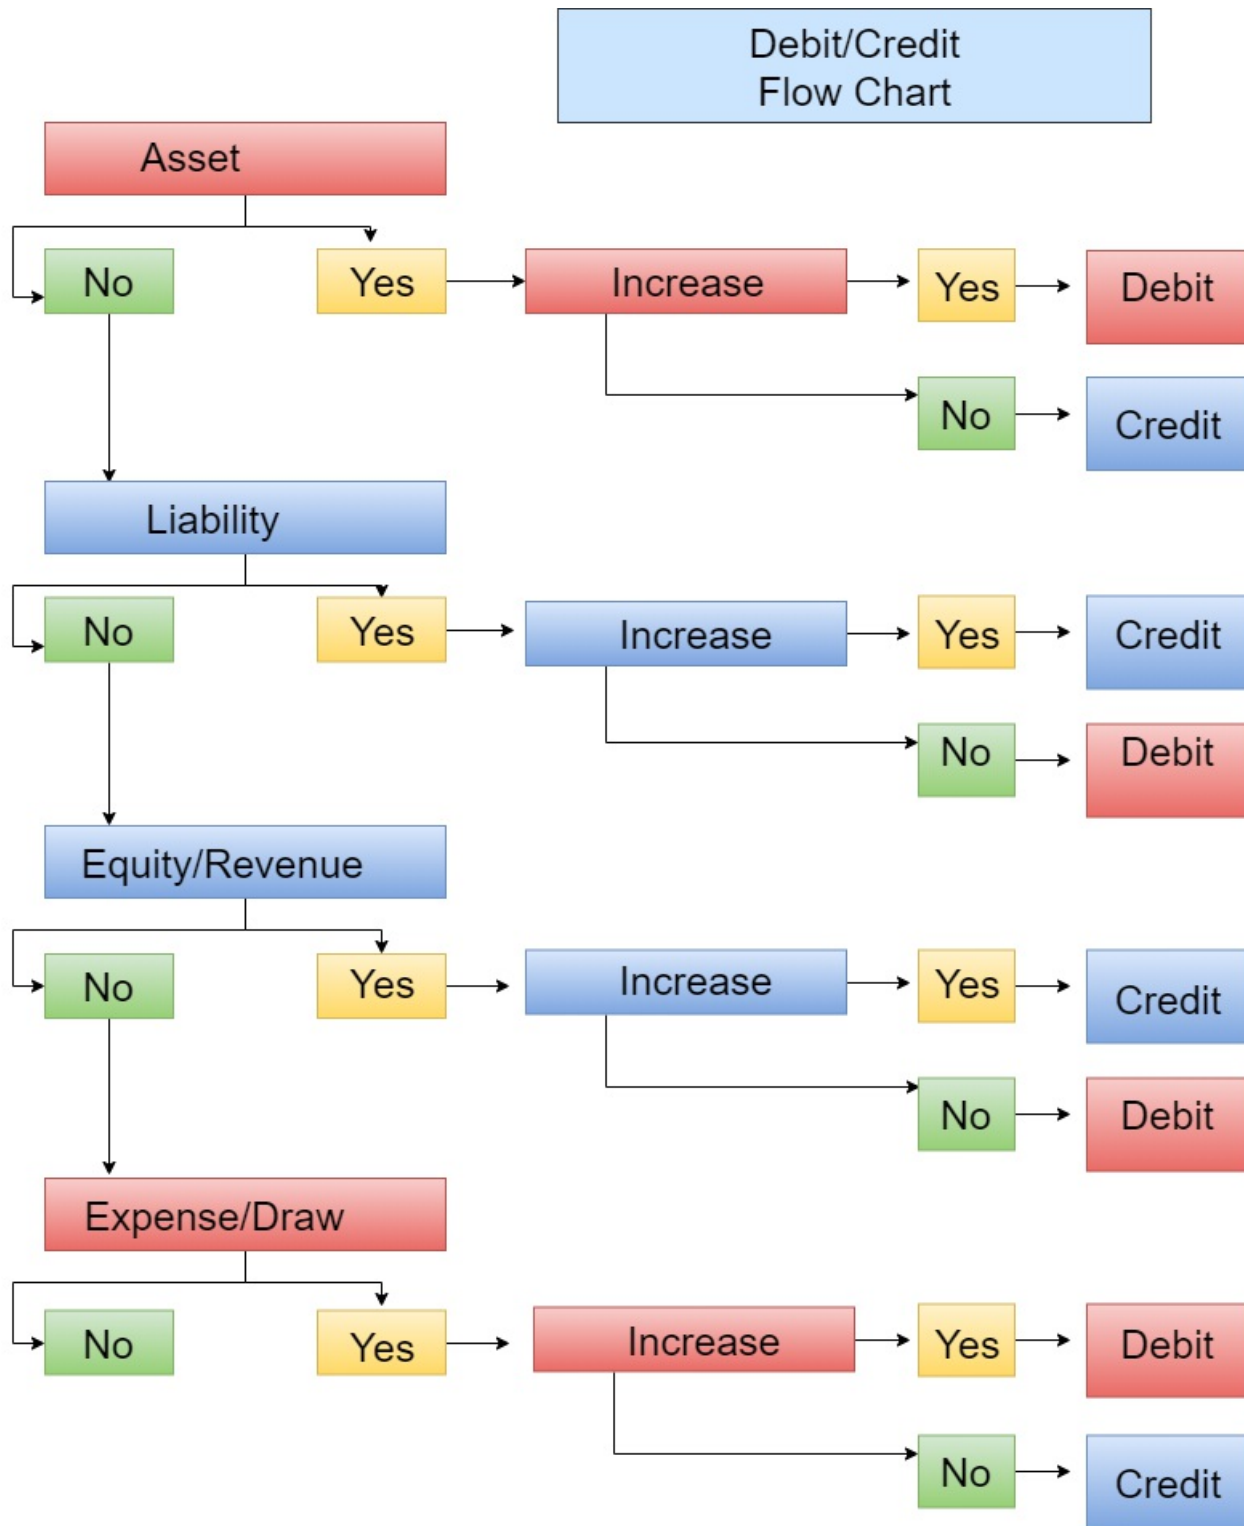 Debit/Credit
Flow Chart
Asset
No
Yes
Increase
Yes
Debit
No
Credit
Liability
No
Yes
Increase
Yes
Credit
No
Debit
Equity/Revenue
No
Yes
Increase
Yes
Credit
No
Debit
Expense/Draw
No
Yes
Increase
Yes
Debit
No
Credit